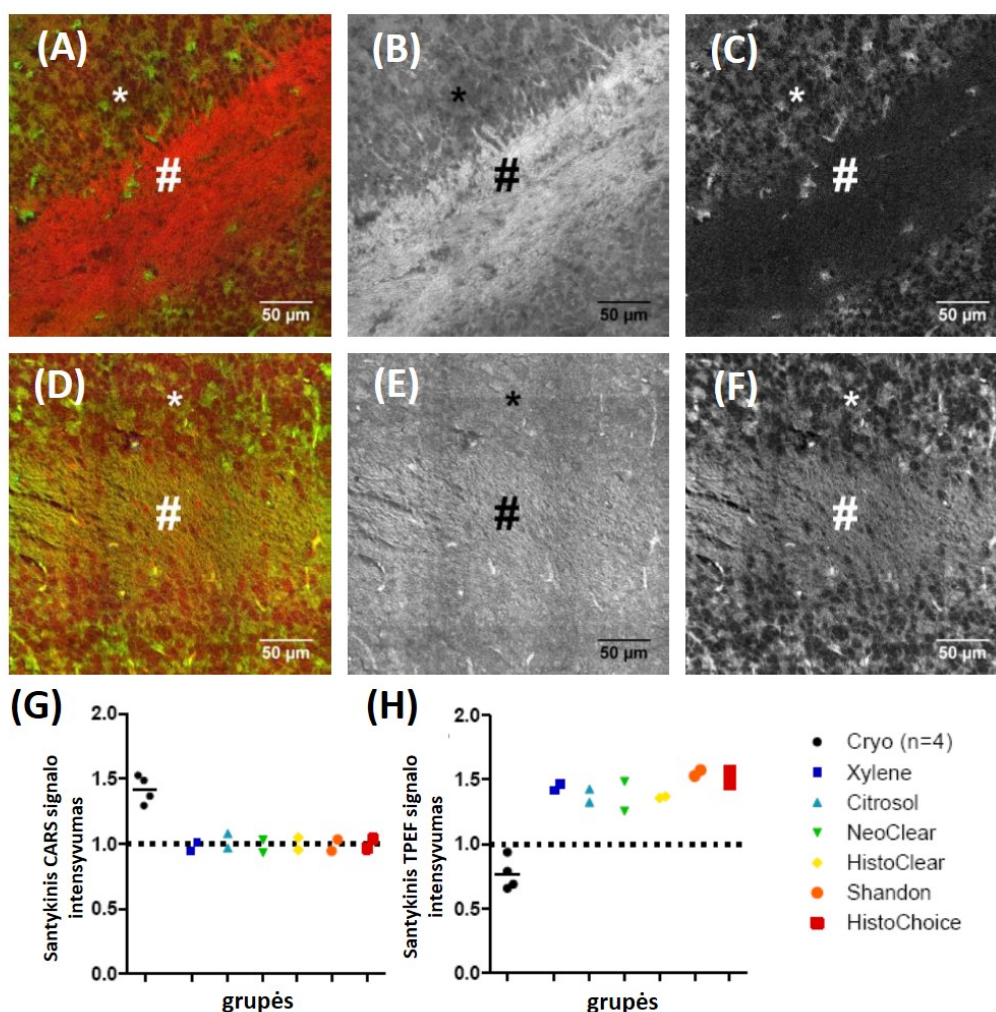 (A)
*
#
50 µm
(B)
*
#
50 µm
(C)
*
#
50 µm
(D)
*
#
50 µm
(E)
*
#
50 µm
(F)
*
#
50 µm
(G)
Santykinis CARS signalo
intensyvumas
2.0
1.5
1.0
0.5
0.0
grupės
(H)
Santykinis TPEF signalo
intensyvumas
2.0
1.5
1.0
0.5
0.0
grupės
Cryo (n=4)
Xylene
Citrosol
NeoClear
HistoClear
Shandon
HistoChoice